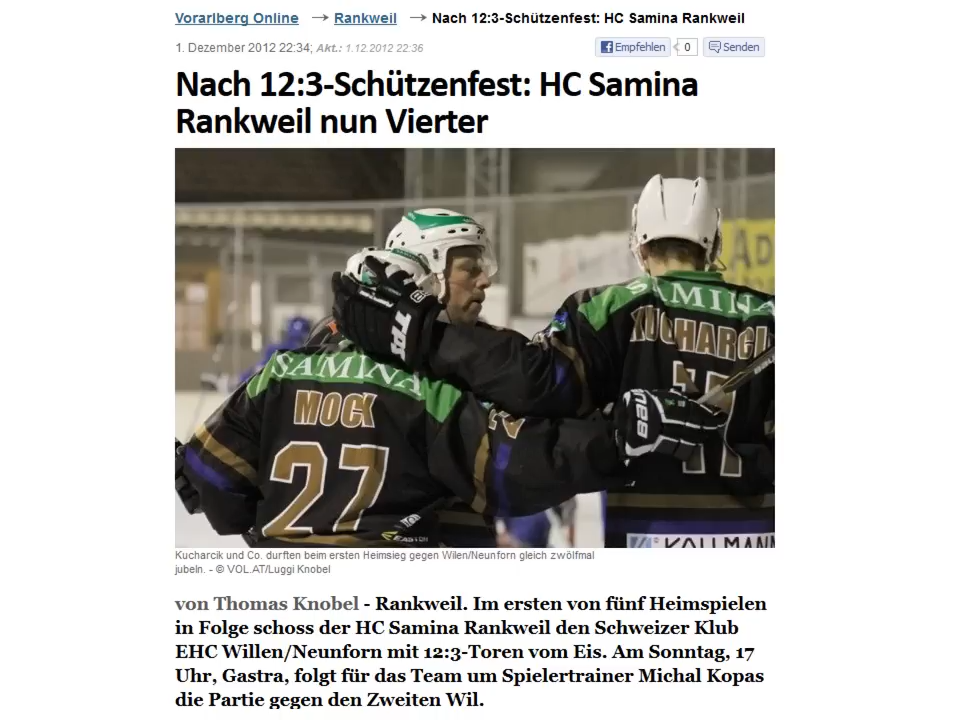 Vorarlberg Online → Rankweil → Nach 12:3-Schützenfest: HC Samina Rankweil
1. Dezember 2012 22:34; Akt.: 1.12.2012 22:36
Empfehlen 0 Senden
Nach 12:3-Schützenfest: HC Samina
Rankweil nun Vierter
SAMINA
KUCHARCI
17
SAMINA
MOCK
27
EASTON
KOLLMANN
Kucharcik und Co. durften beim ersten Heimsieg gegen Wilen/Neunforn gleich zwölfmal
jubeln. - © VOL.AT/Luggi Knobel
von Thomas Knobel - Rankweil. Im ersten von fünf Heimspielen
in Folge schoss der HC Samina Rankweil den Schweizer Klub
EHC Willen/Neunforn mit 12:3-Toren vom Eis. Am Sonntag, 17
Uhr, Gastra, folgt für das Team um Spielertrainer Michal Kopas
die Partie gegen den Zweiten Wil.